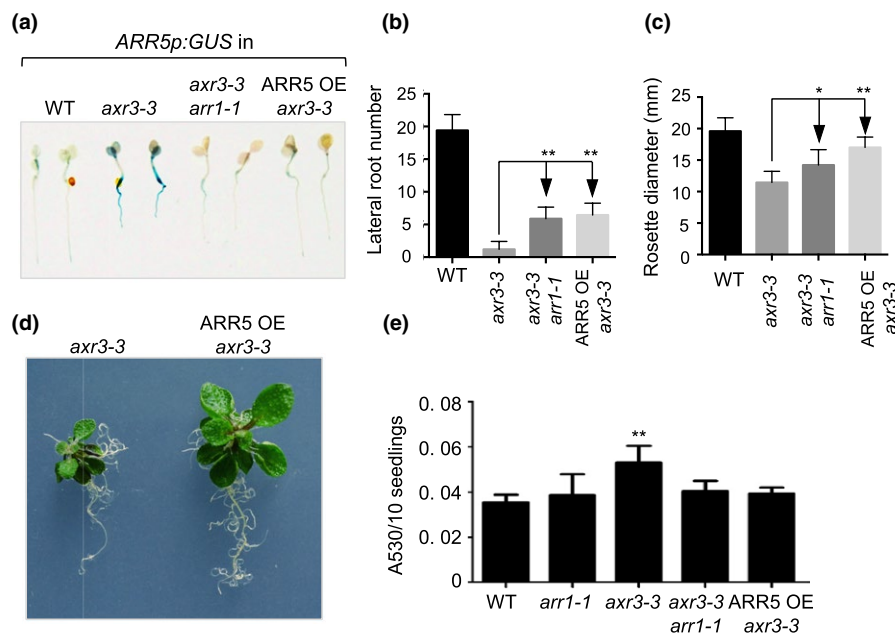 (a)
ARR5p:GUS in
WT axr3-3 axr3-3 arr1-1 ARR5 OE axr3-3
(b)
Lateral root number
25
20
15
10
5
0
** **
WT
axr3-3
axr3-3 arr1-1
ARR5 OE axr3-3
(c)
Rosette diameter (mm)
25
20
15
10
5
0
* **
WT
axr3-3
axr3-3 arr1-1
ARR5 OE axr3-3
(d)
axr3-3
ARR5 OE
axr3-3
(e)
A530/10 seedlings
0. 08
0. 06
0. 04
0. 02
0
**
WT arr1-1 axr3-3 axr3-3 ARR5 OE
arr1-1 axr3-3